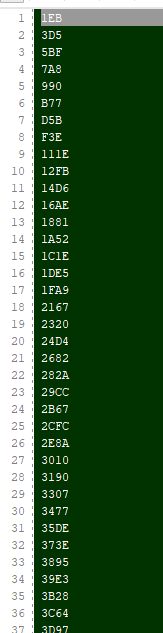 1 1EB
2 3D5
3 5BF
4 7A8
5 990
6 B77
7 D5B
8 F3E
9 111E
10 12FB
11 14D6
12 16AE
13 1881
14 1A52
15 1C1E
16 1DE5
17 1FA9
18 2167
19 2320
20 24D4
21 2682
22 282A
23 29CC
24 2B67
25 2CFC
26 2E8A
27 3010
28 3190
29 3307
30 3477
31 35DE
32 373E
33 3895
34 39E3
35 3B28
36 3C64
37 3D97